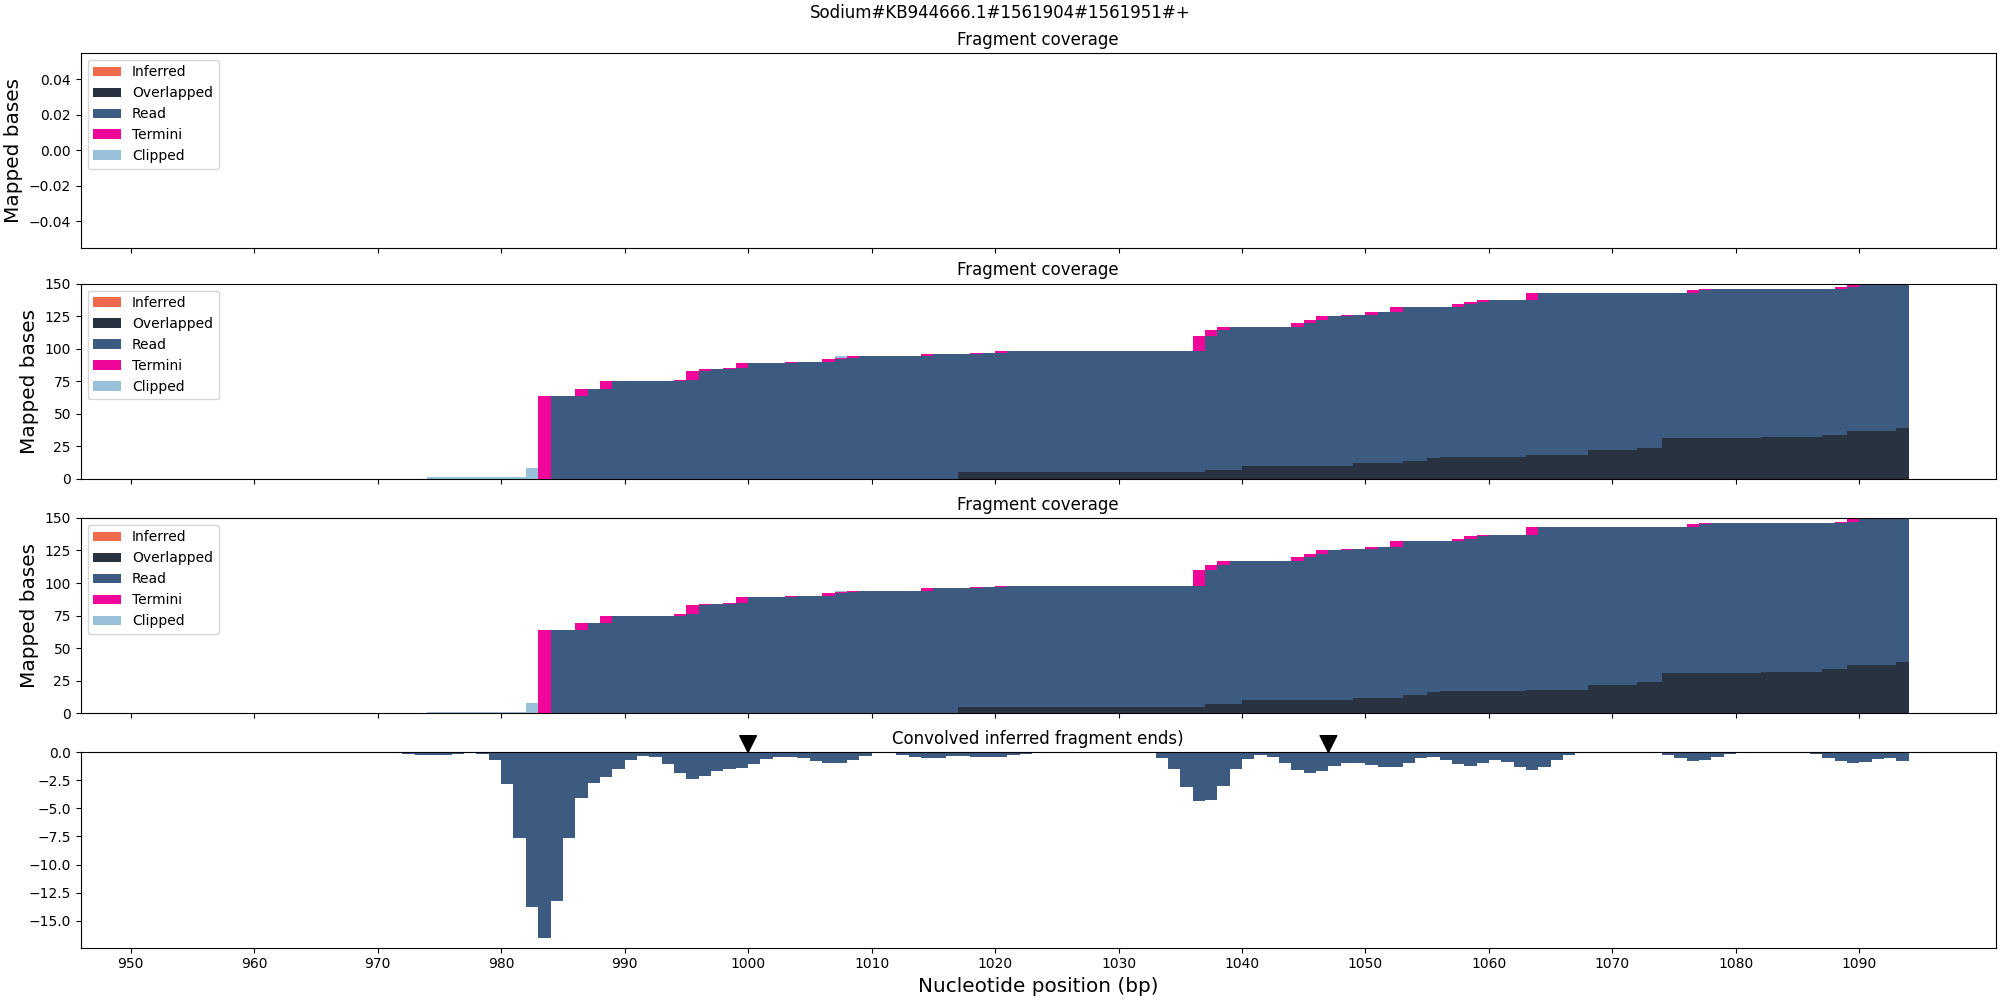 Sodium#KB944666.1#1561904#1561951#+
Fragment coverage
Mapped bases
0.04
0.02
0.00
−0.02
−0.04
Inferred
Overlapped
Read
Termini
Clipped
Fragment coverage
Mapped bases
150
125
100
75
50
25
0
Inferred
Overlapped
Read
Termini
Clipped
Fragment coverage
Mapped bases
150
125
100
75
50
25
0
Inferred
Overlapped
Read
Termini
Clipped
Convolved inferred fragment ends)
0.0
−2.5
−5.0
−7.5
−10.0
−12.5
−15.0
950 960 970 980 990 1000 1010 1020 1030 1040 1050 1060 1070 1080 1090
Nucleotide position (bp)